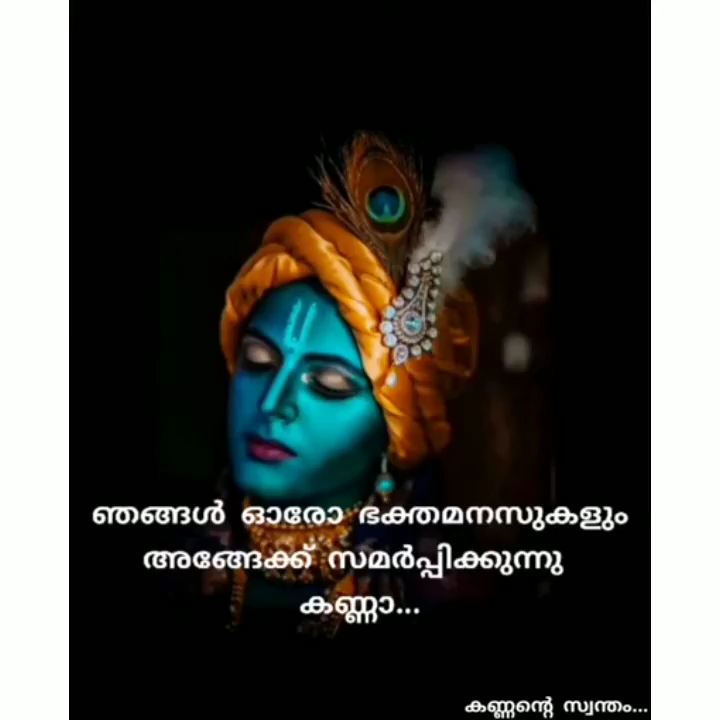 ഞങ്ങൾ ഓരോ ഭക്തമനസുകളും
അങ്ങേക്ക് സമർപ്പിക്കുന്നു
കണ്ണാ...
കണ്ണന്റെ സ്വന്തം...